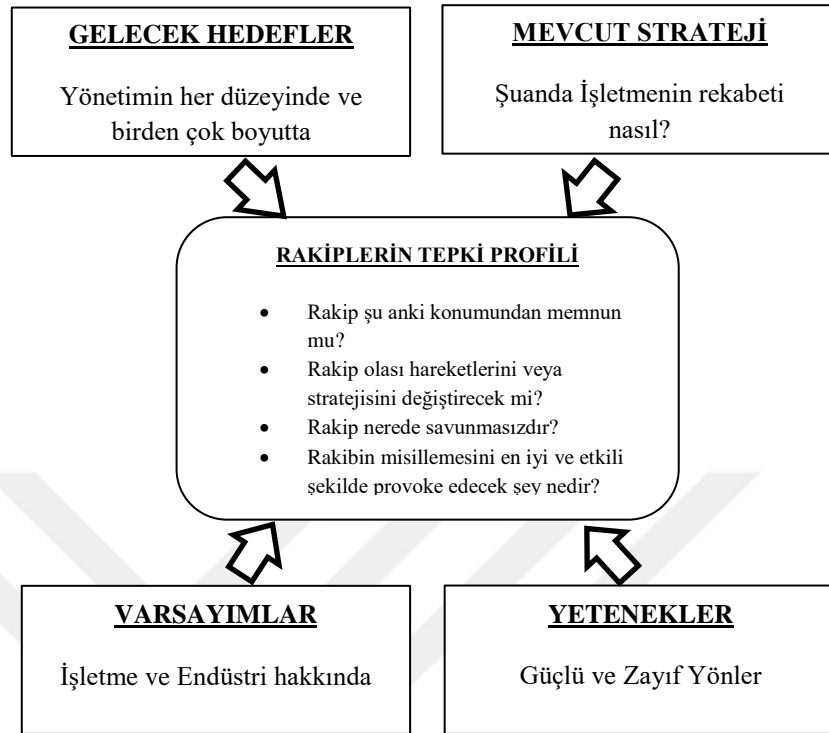 GELECEK HEDEFLER
Yönetimin her düzeyinde ve
birden çok boyutta
MEVCUT STRATEJİ
Şuanda İşletmenin rekabeti
nasıl?
RAKİPLERİN TEPKİ PROFİLİ
• Rakip şu anki konumundan memnun
mu?
• Rakip olası hareketlerini veya
stratejisini değiştirecek mi?
• Rakip nerede savunmasızdır?
• Rakibin misillemesini en iyi ve etkili
şekilde provoke edecek şey nedir?
VARSAYIMLAR
İşletme ve Endüstri hakkında
YETENEKLER
Güçlü ve Zayıf Yönler